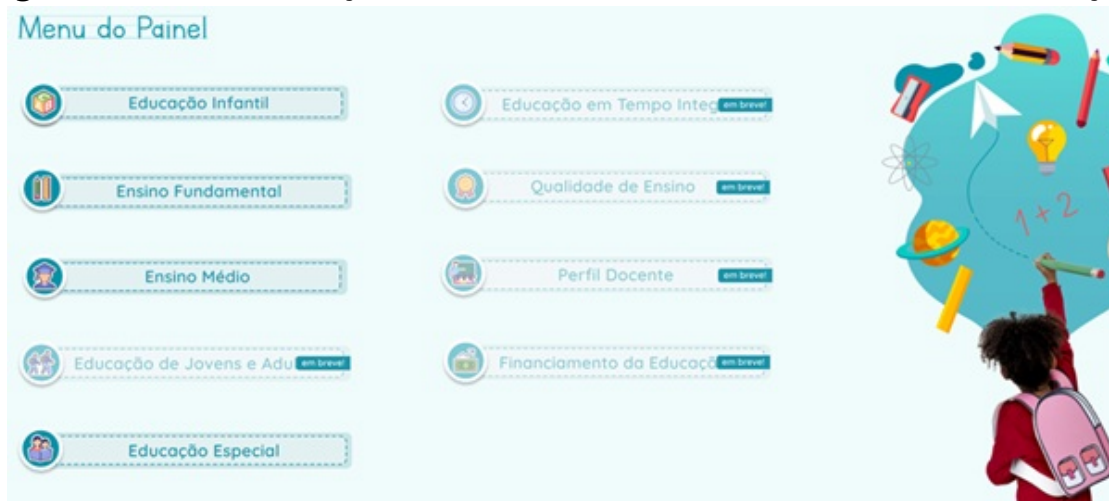 Menu do Painel
Educação Infantil
Ensino Fundamental
Ensino Médio
Educação de Jovens e Adu
em breve!
Educação Especial
Educação em Tempo Integ
em breve!
Qualidade de Ensino
em breve!
Perfil Docente
em breve!
Financiamento da Educaçã
em breve!
1+2